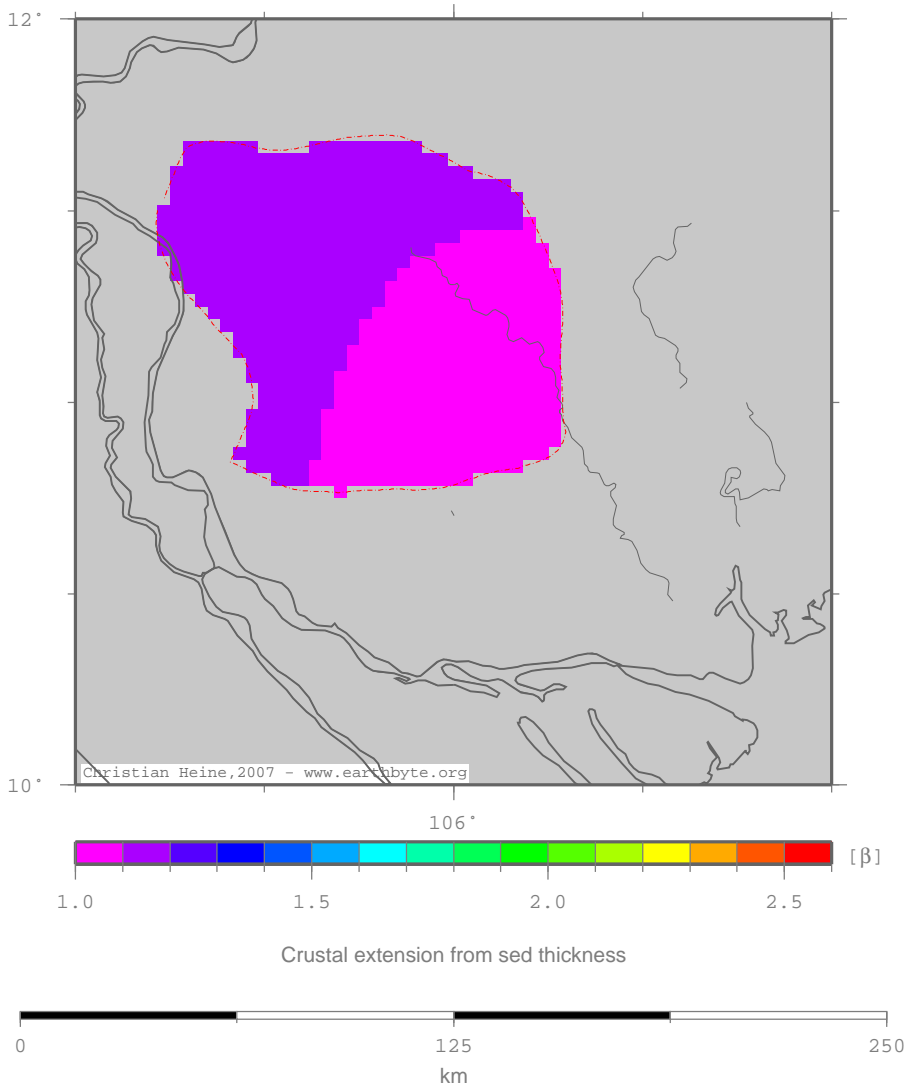 12°
10°
Christian Heine,2007 - www.earthbyte.org
106°
[β]
1.0 1.5 2.0 2.5
Crustal extension from sed thickness
0 125 250
km